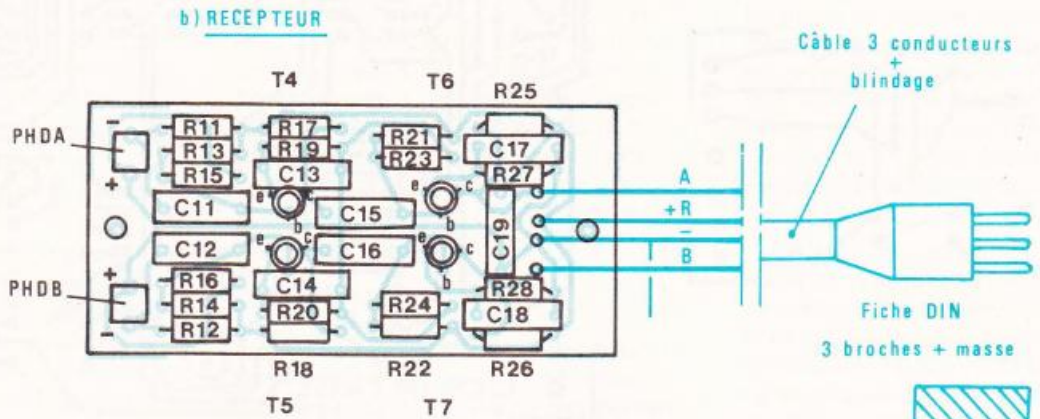 b) RECEPTEUR
Câble 3 conducteurs
+
blindage
T4 T6 R25
PHDA
-
+
R11 R17 R21
R13 R19 R23 C17
R15 C13 R27
e c e c
b b
C11 C15
C19
C12 C16
e c e c
b b
A
+R
-
B
PHDB
+
-
R16 C14 R28
R14 R20 R24 C18
R12
R18 R22 R26
T5 T7
Fiche DIN
3 broches + masse